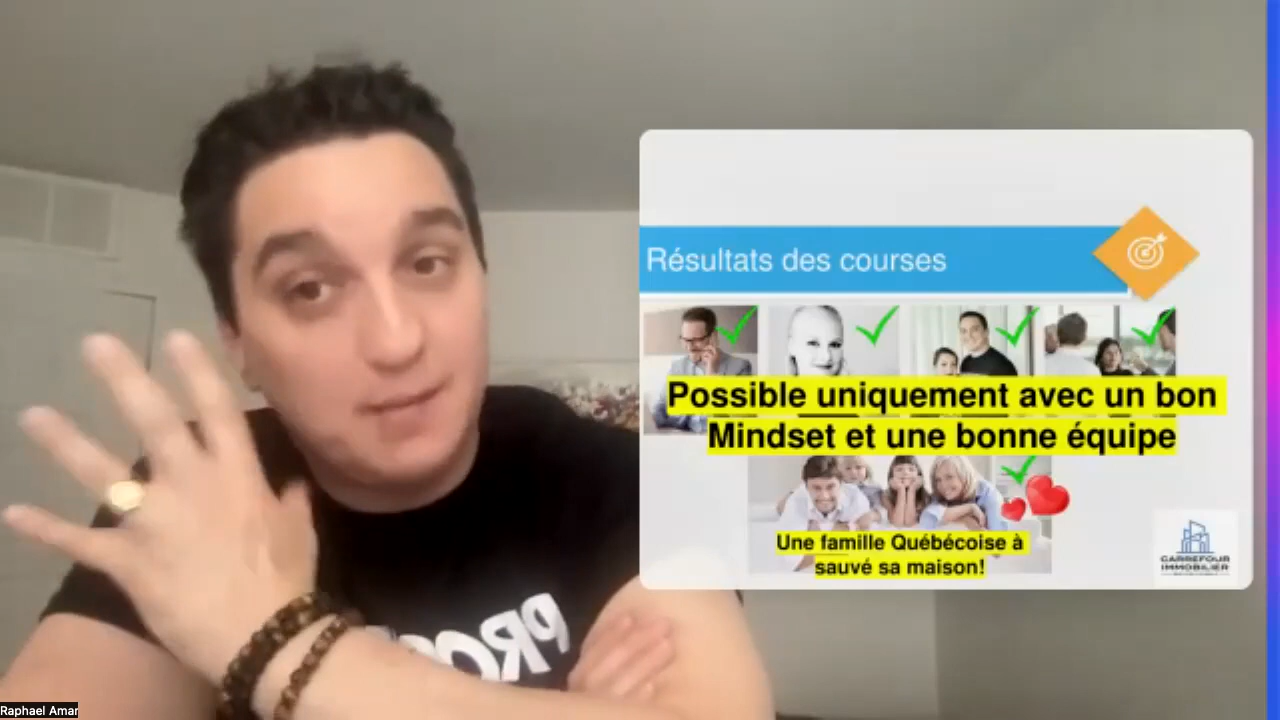 Résultats des courses
Possible uniquement avec un bon
Mindset et une bonne équipe
Une famille Québécoise à
sauvé sa maison!
CARREFOUR
IMMOBILIER
Raphael Amar